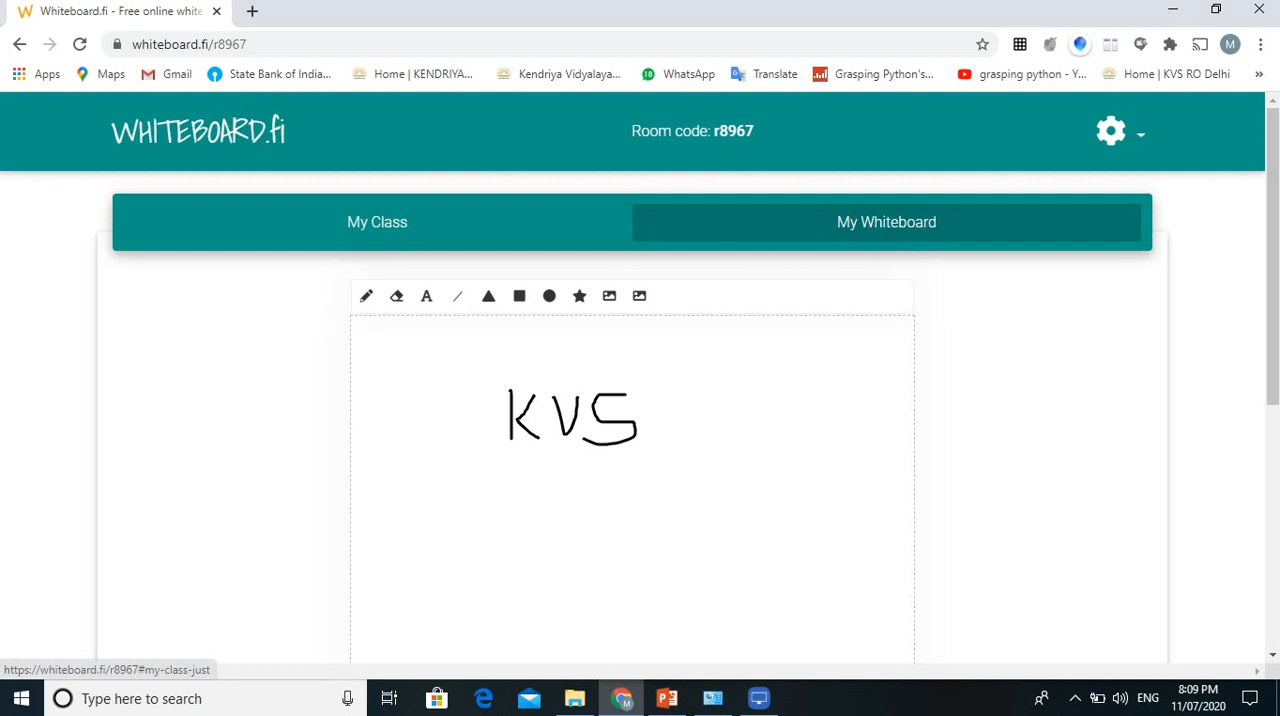 Whiteboard.fi - Free online white
whiteboard.fi/r8967
M
Apps Maps Gmail State Bank of India... Home | KENDRIYA... Kendriya Vidyalaya... 18 WhatsApp Translate Grasping Python's... grasping python - Y... Home | KVS RO Delhi »
WHITEBOARD.fi Room code: r8967
My Class My Whiteboard
A
KVS
https://whiteboard.fi/r8967#my-class-just
Type here to search ENG 8:09 PM
11/07/2020